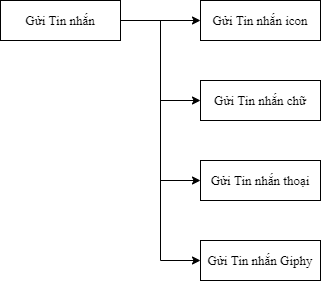 Gửi Tin nhắn
Gửi Tin nhắn icon
Gửi Tin nhắn chữ
Gửi Tin nhắn thoại
Gửi Tin nhắn Giphy